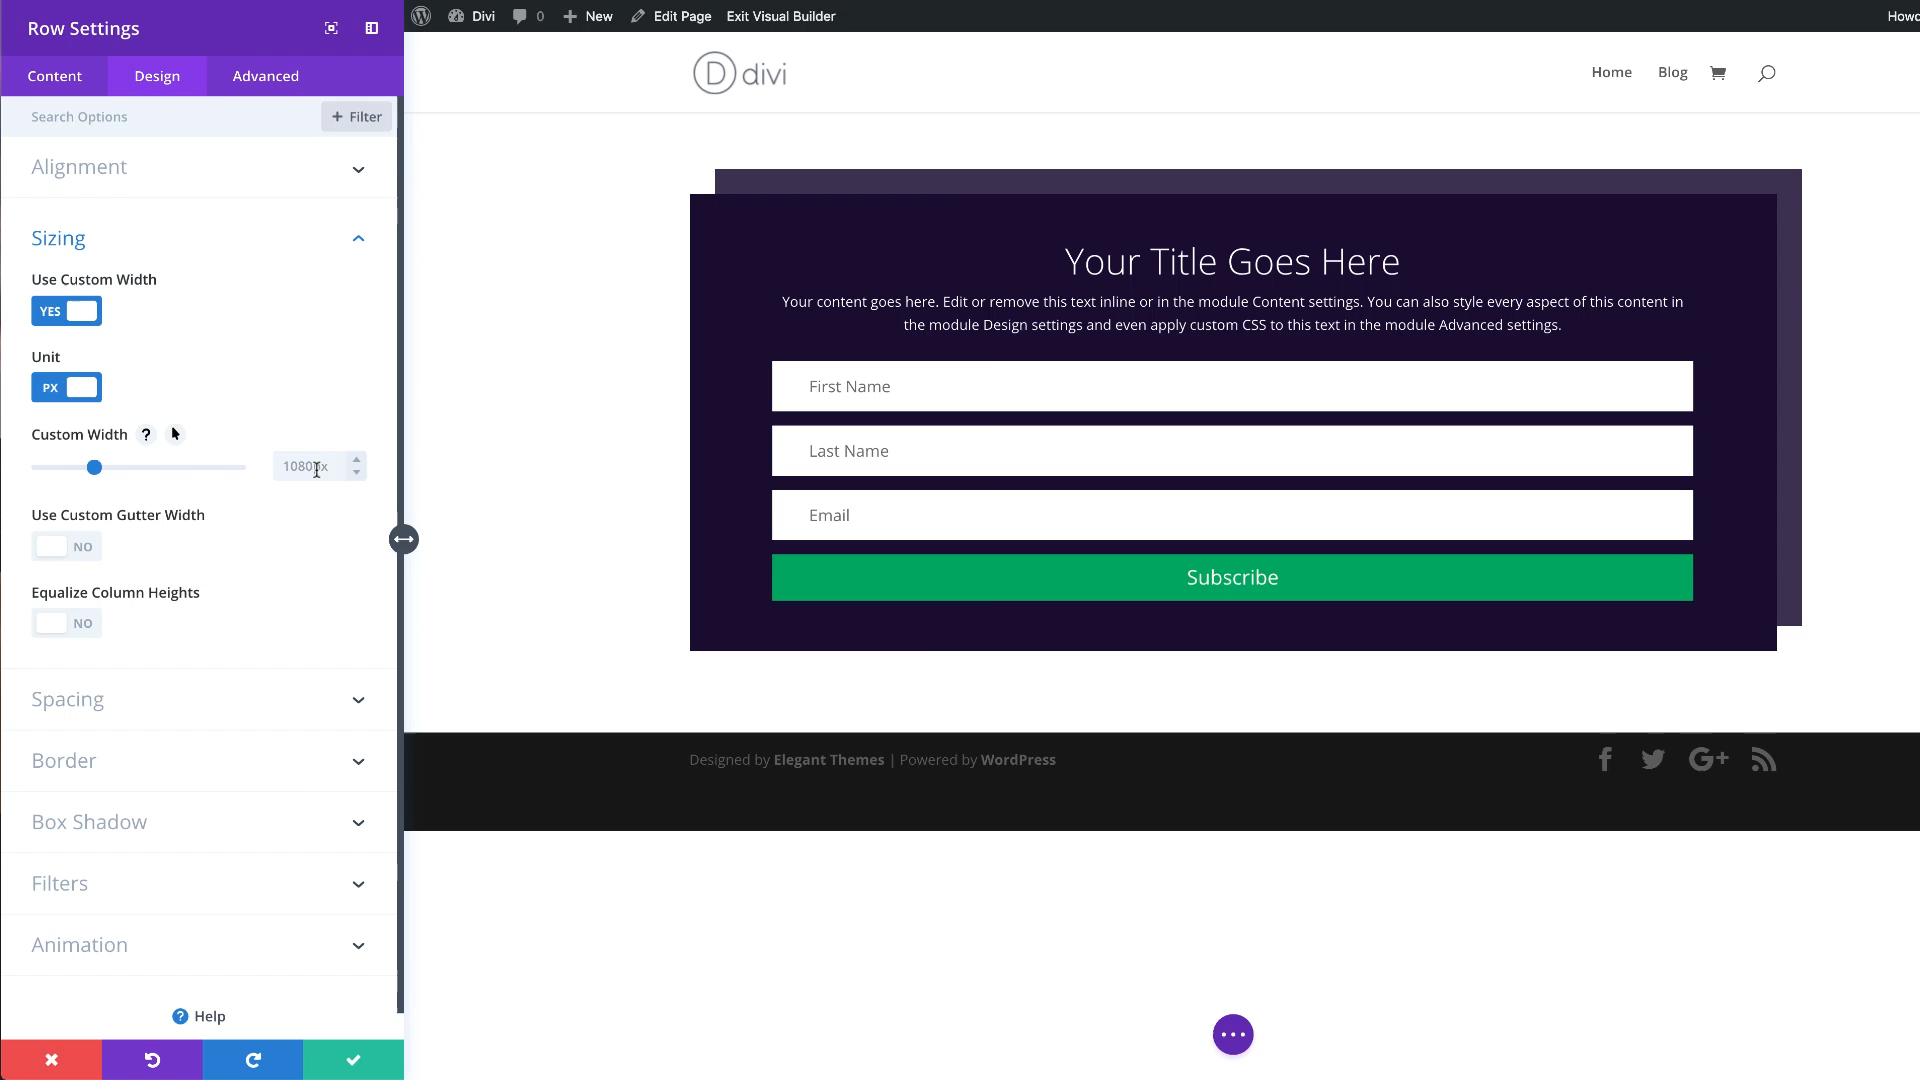 Row Settings
Content
Design
Advanced
Search Options
+ Filter
Alignment
Sizing
Use Custom Width
YES
Unit
PX
Custom Width ?
1080px
Use Custom Gutter Width
NO
Equalize Column Heights
NO
Spacing
Border
Box Shadow
Filters
Animation
? Help
Divi
0
New
Edit Page
Exit Visual Builder
Howd
D divi
Home
Blog
Your Title Goes Here
Your content goes here. Edit or remove this text inline or in the module Content settings. You can also style every aspect of this content in
the module Design settings and even apply custom CSS to this text in the module Advanced settings.
First Name
Last Name
Email
Subscribe
Designed by Elegant Themes | Powered by WordPress
G+